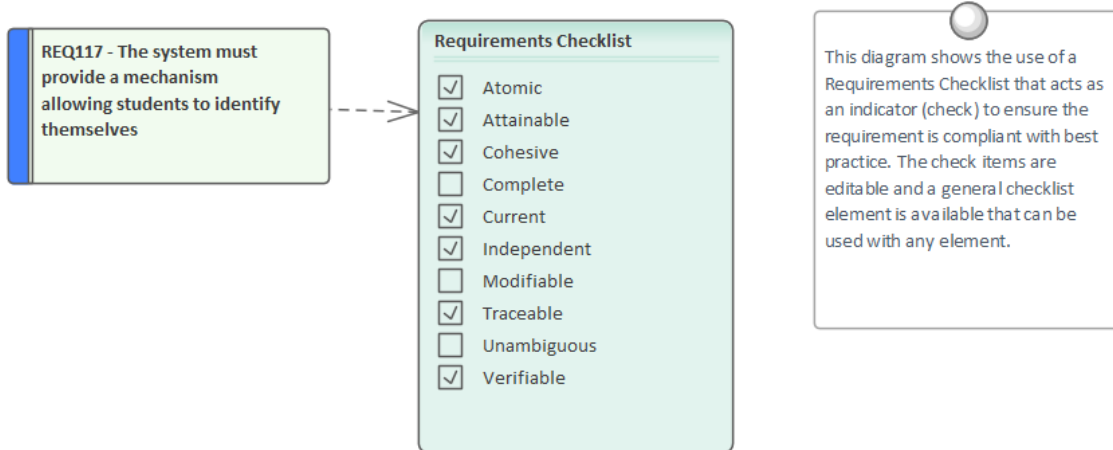 REQ117 - The system must
provide a mechanism
allowing students to identify
themselves
Requirements Checklist
Atomic
Attainable
Cohesive
Complete
Current
Independent
Modifiable
Traceable
Unambiguous
Verifiable
This diagram shows the use of a
Requirements Checklist that acts as
an indicator (check) to ensure the
requirement is compliant with best
practice. The check items are
editable and a general checklist
element is available that can be
used with any element.